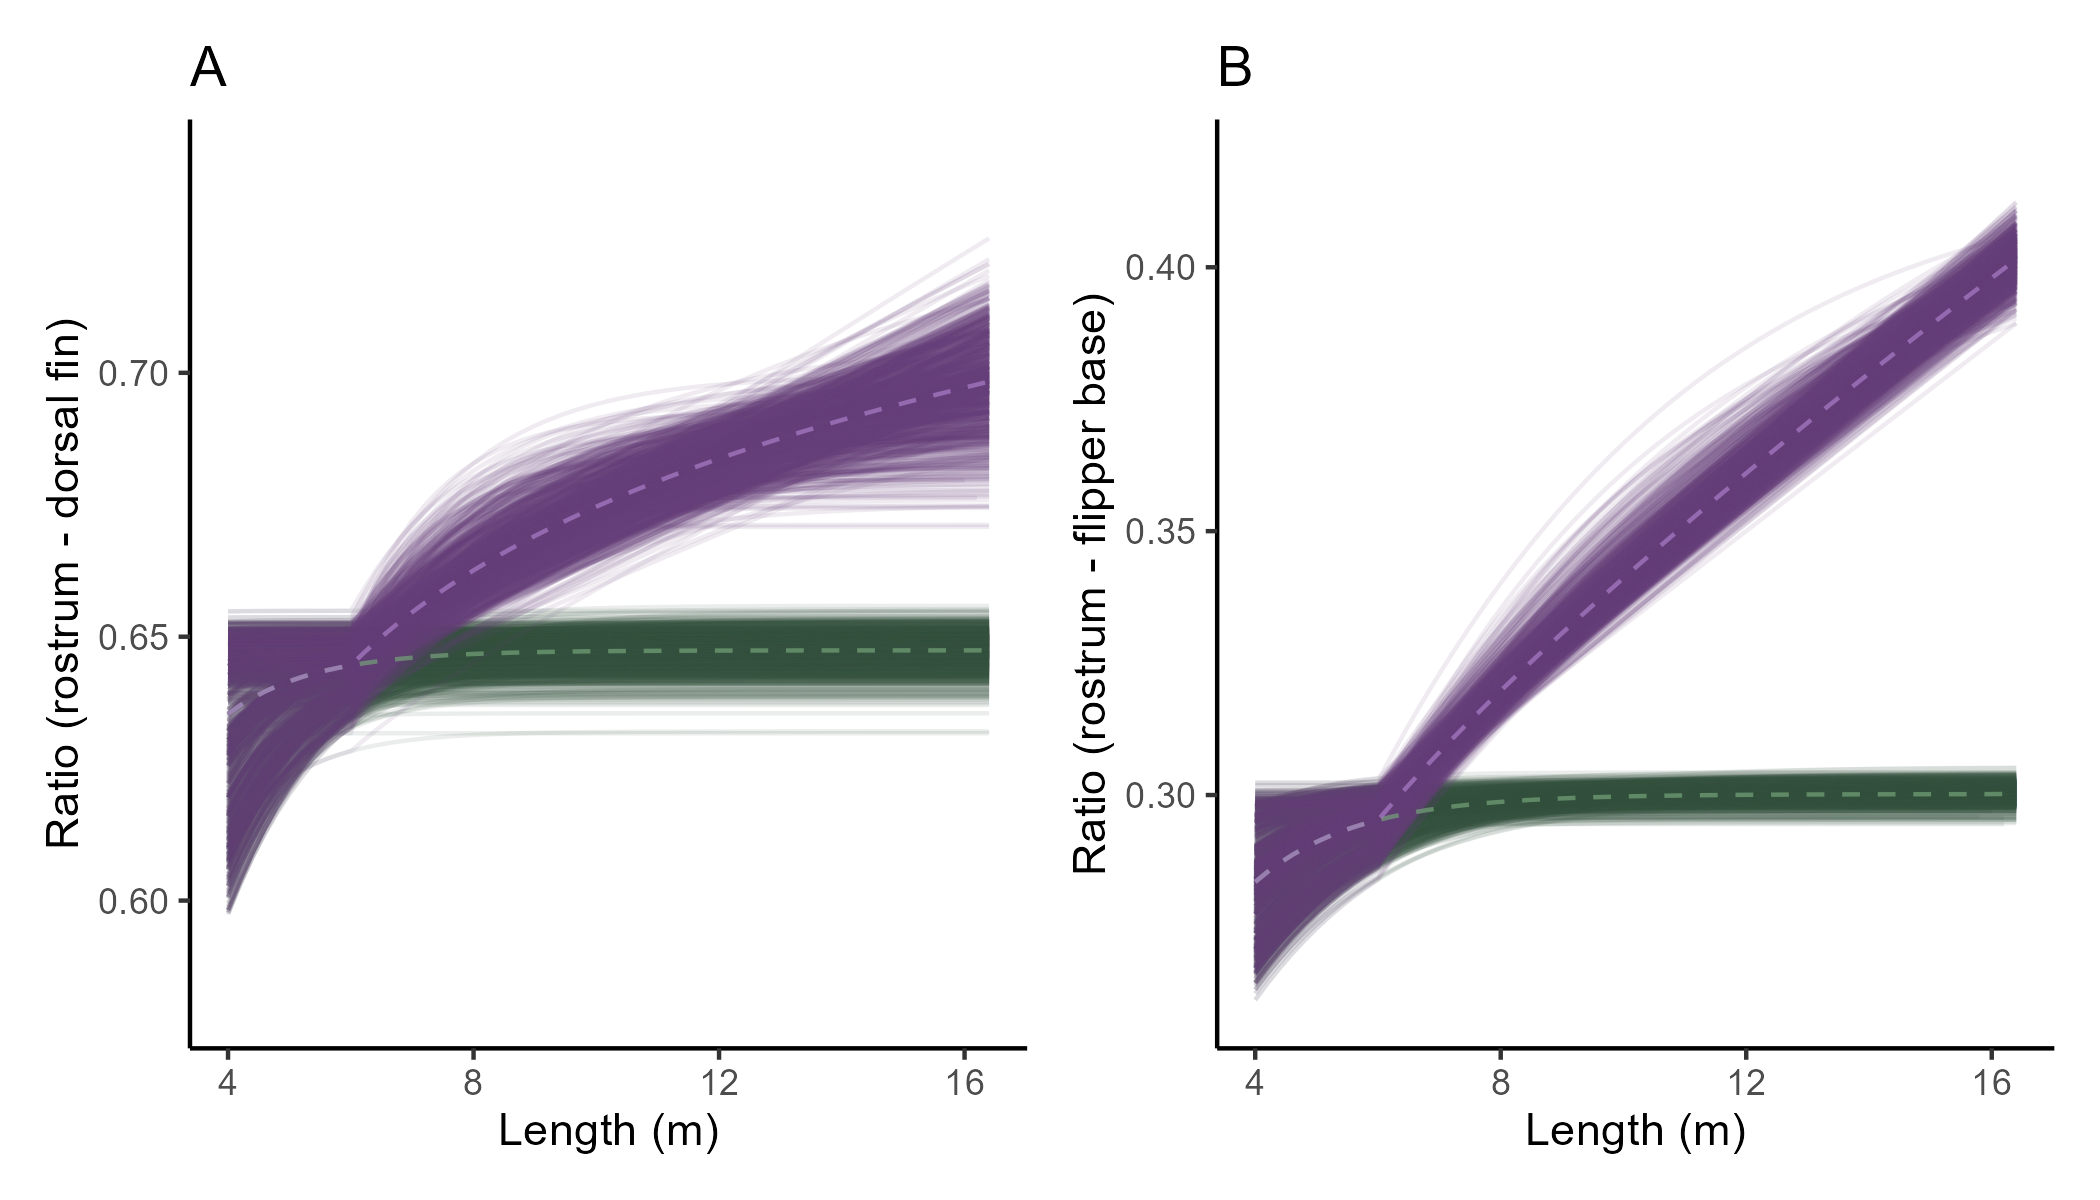 A
Ratio (rostrum - dorsal fin)
0.70
0.65
0.60
4 8 12 16
Length (m)
B
Ratio (rostrum - flipper base)
0.40
0.35
0.30
4 8 12 16
Length (m)